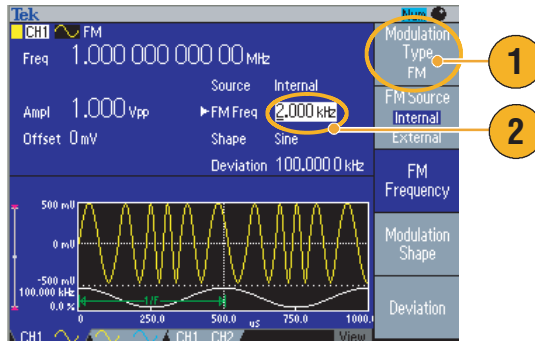 Tek
Num
CH1 FM
Modulation
Type
FM
1
Freq 1.000 000 000 00 MHz
Source Internal
FM Source
Internal
External
Ampl 1.000 Vpp
FM Freq 2.000 kHz
2
Offset 0 mV
Shape Sine
Deviation 100.000 0 kHz
FM
Frequency
Modulation
Shape
Deviation
500 mV
0 mV
-500 mV
100.000 kHz
1/F
0.0 %
0 250.0 500.0 us 750.0 1000.
CH1 CH1 CH2 View